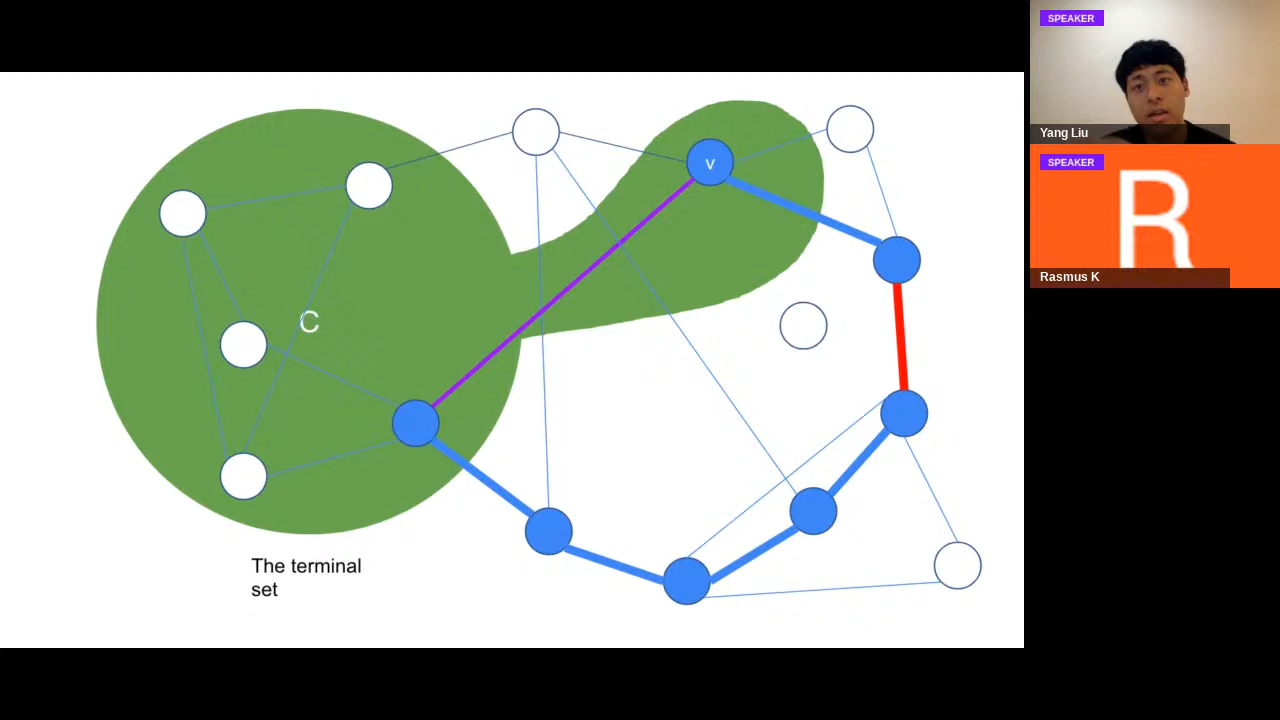 v
C
The terminal
set
SPEAKER
Yang Liu
SPEAKER
R
Rasmus K